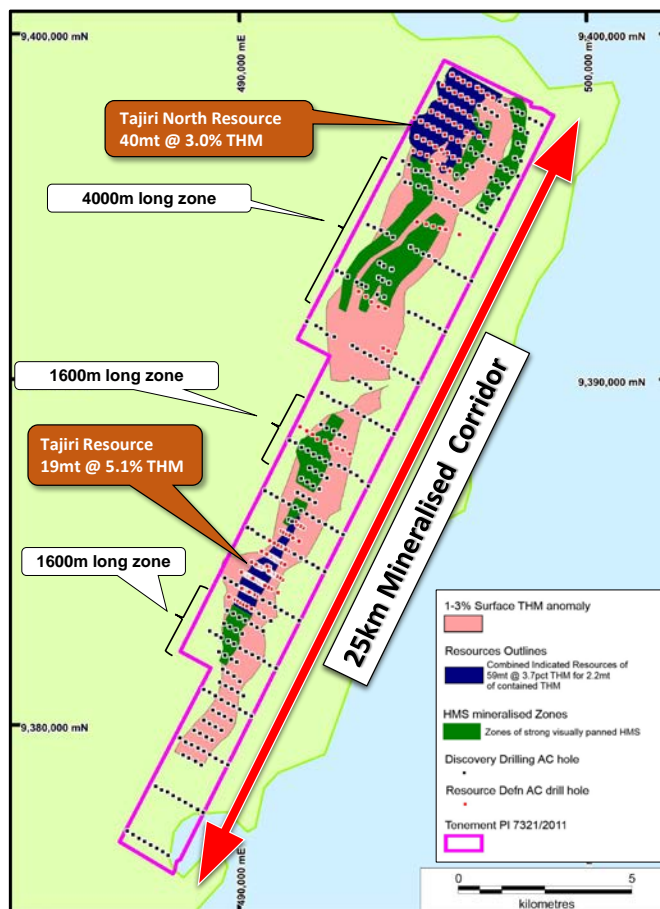 9,400,000 mN
490,000 mE
9,400,000 mN
500,000 mE
Tajiri North Resource
40mt @ 3.0% THM
4000m long zone
1600m long zone
9,390,000 mN
Tajiri Resource
19mt @ 5.1% THM
1600m long zone
25km Mineralised Corridor
9,380,000 mN
490,000 mE
1-3% Surface THM anomaly
Resources Outlines
Combined Indicated Resources of
59mt @ 3.7pct THM for 2.2mt
of contained THM
HMS mineralised Zones
Zones of strong visually panned HMS
Discovery Drilling AC hole
Resource Defn AC drill hole
Tenement PI 7321/2011
0 5
kilometres